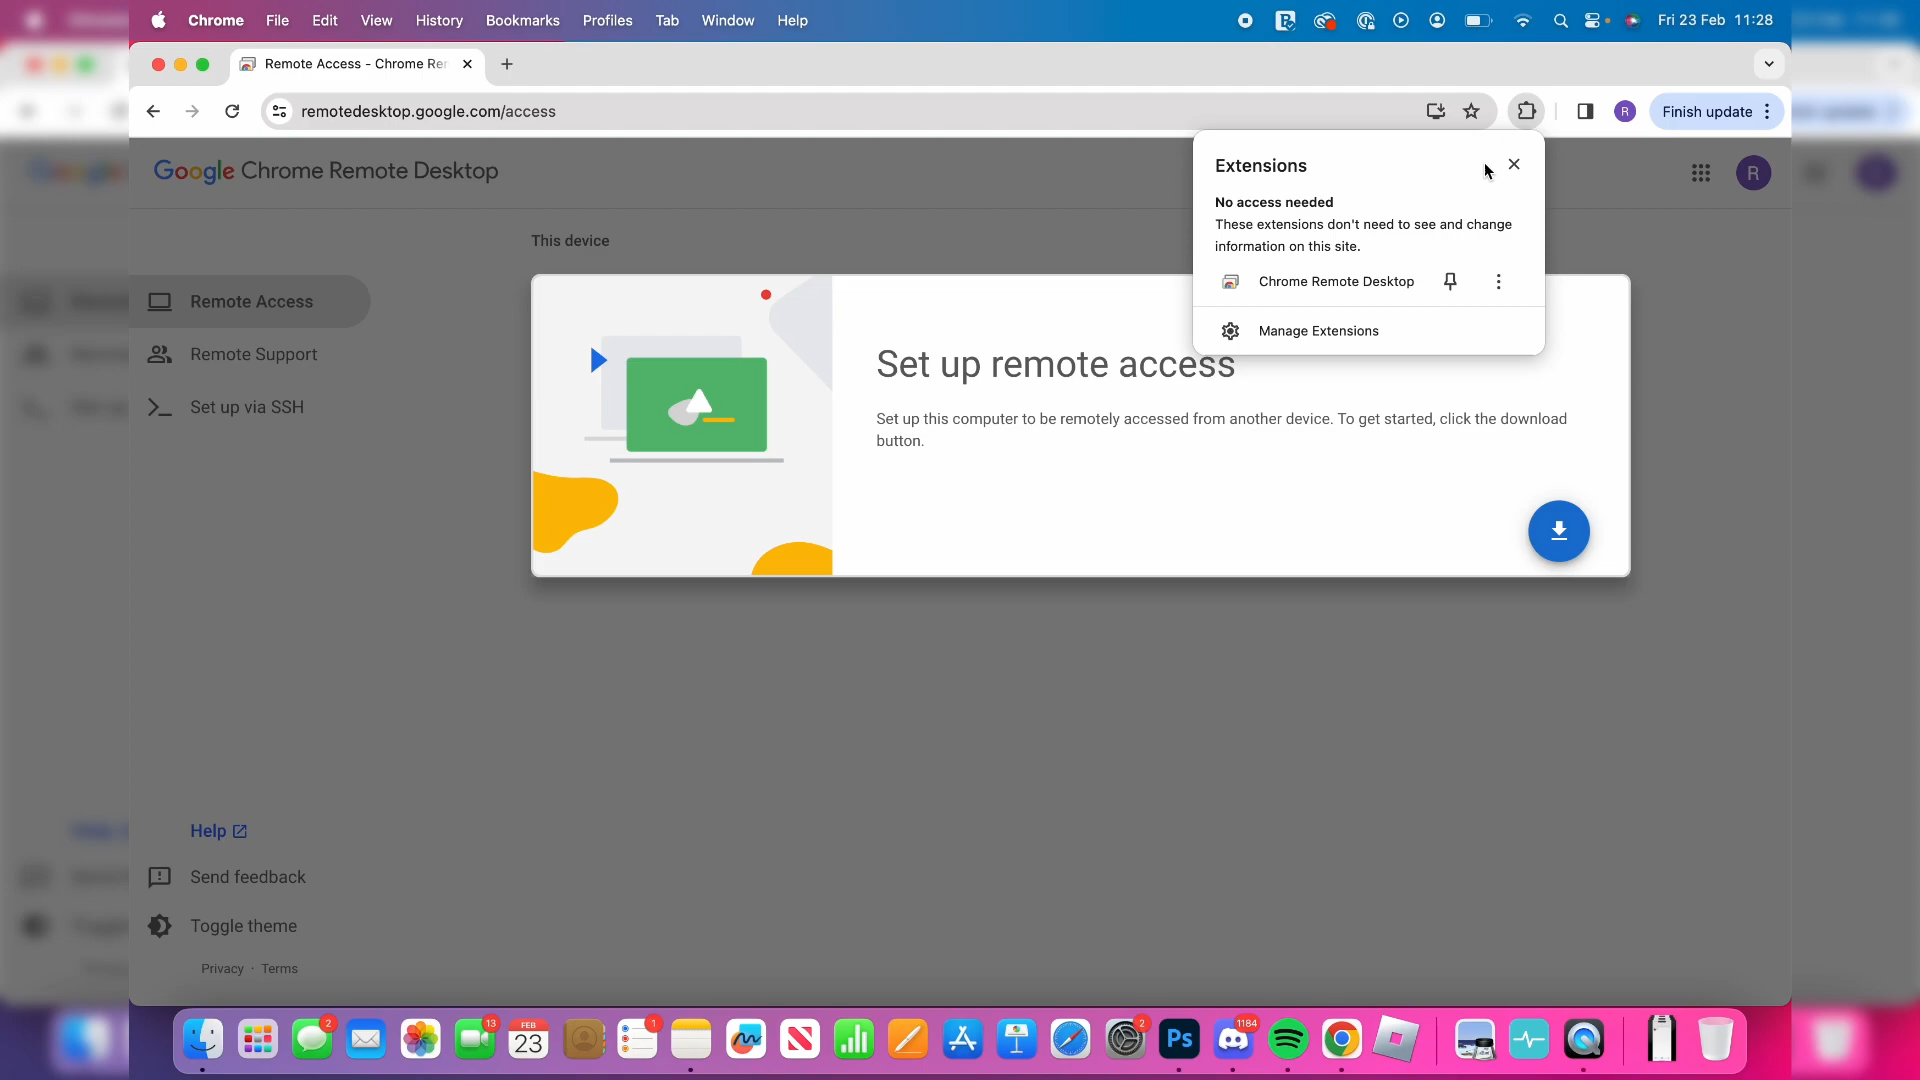 Chrome File Edit View History Bookmarks Profiles Tab Window Help
Fri 23 Feb 11:28
Remote Access - Chrome Re
remotedesktop.google.com/access
R
Finish update
Google Chrome Remote Desktop
R
Extensions
No access needed
These extensions don't need to see and change
information on this site.
Chrome Remote Desktop
Manage Extensions
This device
Remote Access
Remote Support
Set up via SSH
Set up remote access
Set up this computer to be remotely accessed from another device. To get started, click the download
button.
Help
Send feedback
Toggle theme
Privacy · Terms
2
13
FEB
23
1
2
Ps
1184